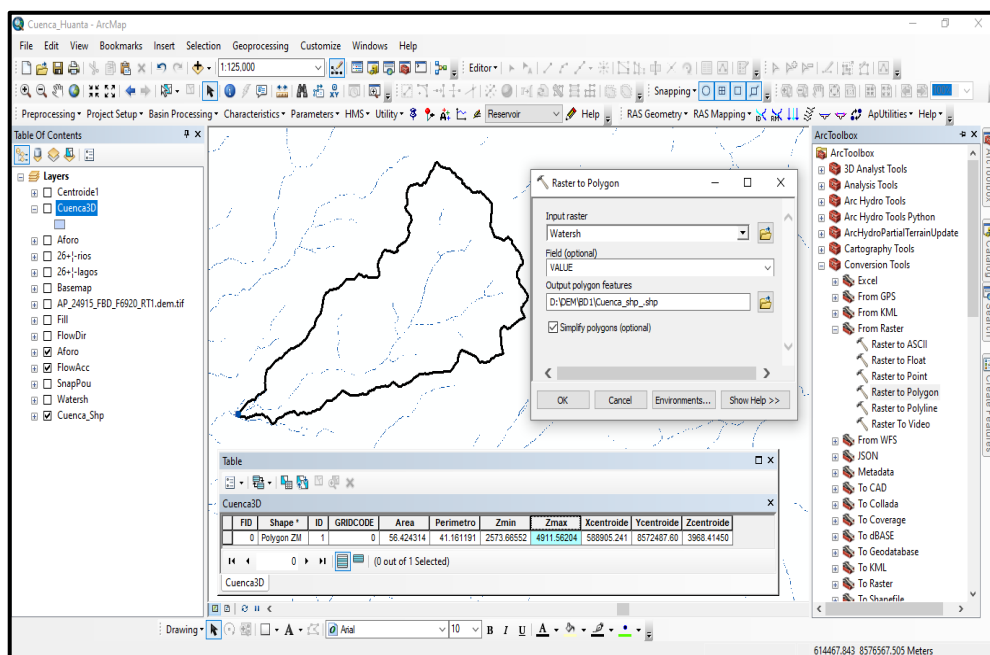 Cuenca_Huanta - ArcMap
File Edit View Bookmarks Insert Selection Geoprocessing Customize Windows Help
1:125,000
Editor
Snapping
Preprocessing Project Setup Basin Processing Characteristics Parameters HMS Utility Reservoir Help RAS Geometry RAS Mapping ApUtilities Help
Table Of Contents
Layers
Centroide1
Cuenca3D
Aforo
26+¦-rios
26+¦-lagos
Basemap
AP_24915_FBD_F6920_RT1.dem.tif
Fill
FlowDir
Aforo
FlowAcc
SnapPou
Watersh
Cuenca_Shp
Raster to Polygon
Input raster
Watersh
Field (optional)
VALUE
Output polygon features
D:\DEM\BD1\Cuenca_shp_.shp
Simplify polygons (optional)
OK Cancel Environments... Show Help >>
Table
Cuenca3D
FID Shape * ID GRIDCODE Area Perimetro Zmin Zmax Xcentroide Ycentroide Zcentroide
0 Polygon ZM 1 0 56.424314 41.161191 2573.66552 4911.56204 588905.241 8572487.60 3968.41450
0 (0 out of 1 Selected)
Cuenca3D
ArcToolbox
ArcToolbox
3D Analyst Tools
Analysis Tools
Arc Hydro Tools
Arc Hydro Tools Python
ArcHydroPartialTerrainUpdate
Cartography Tools
Conversion Tools
Excel
From GPS
From KML
From Raster
Raster to ASCII
Raster to Float
Raster to Point
Raster to Polygon
Raster to Polyline
Raster To Video
From WFS
JSON
Metadata
To CAD
To Collada
To Coverage
To dBASE
To Geodatabase
To KML
To Raster
To Shapefile
Search
Create Features
Drawing A Arial 10 B I U A
614467.843 8576567.505 Meters